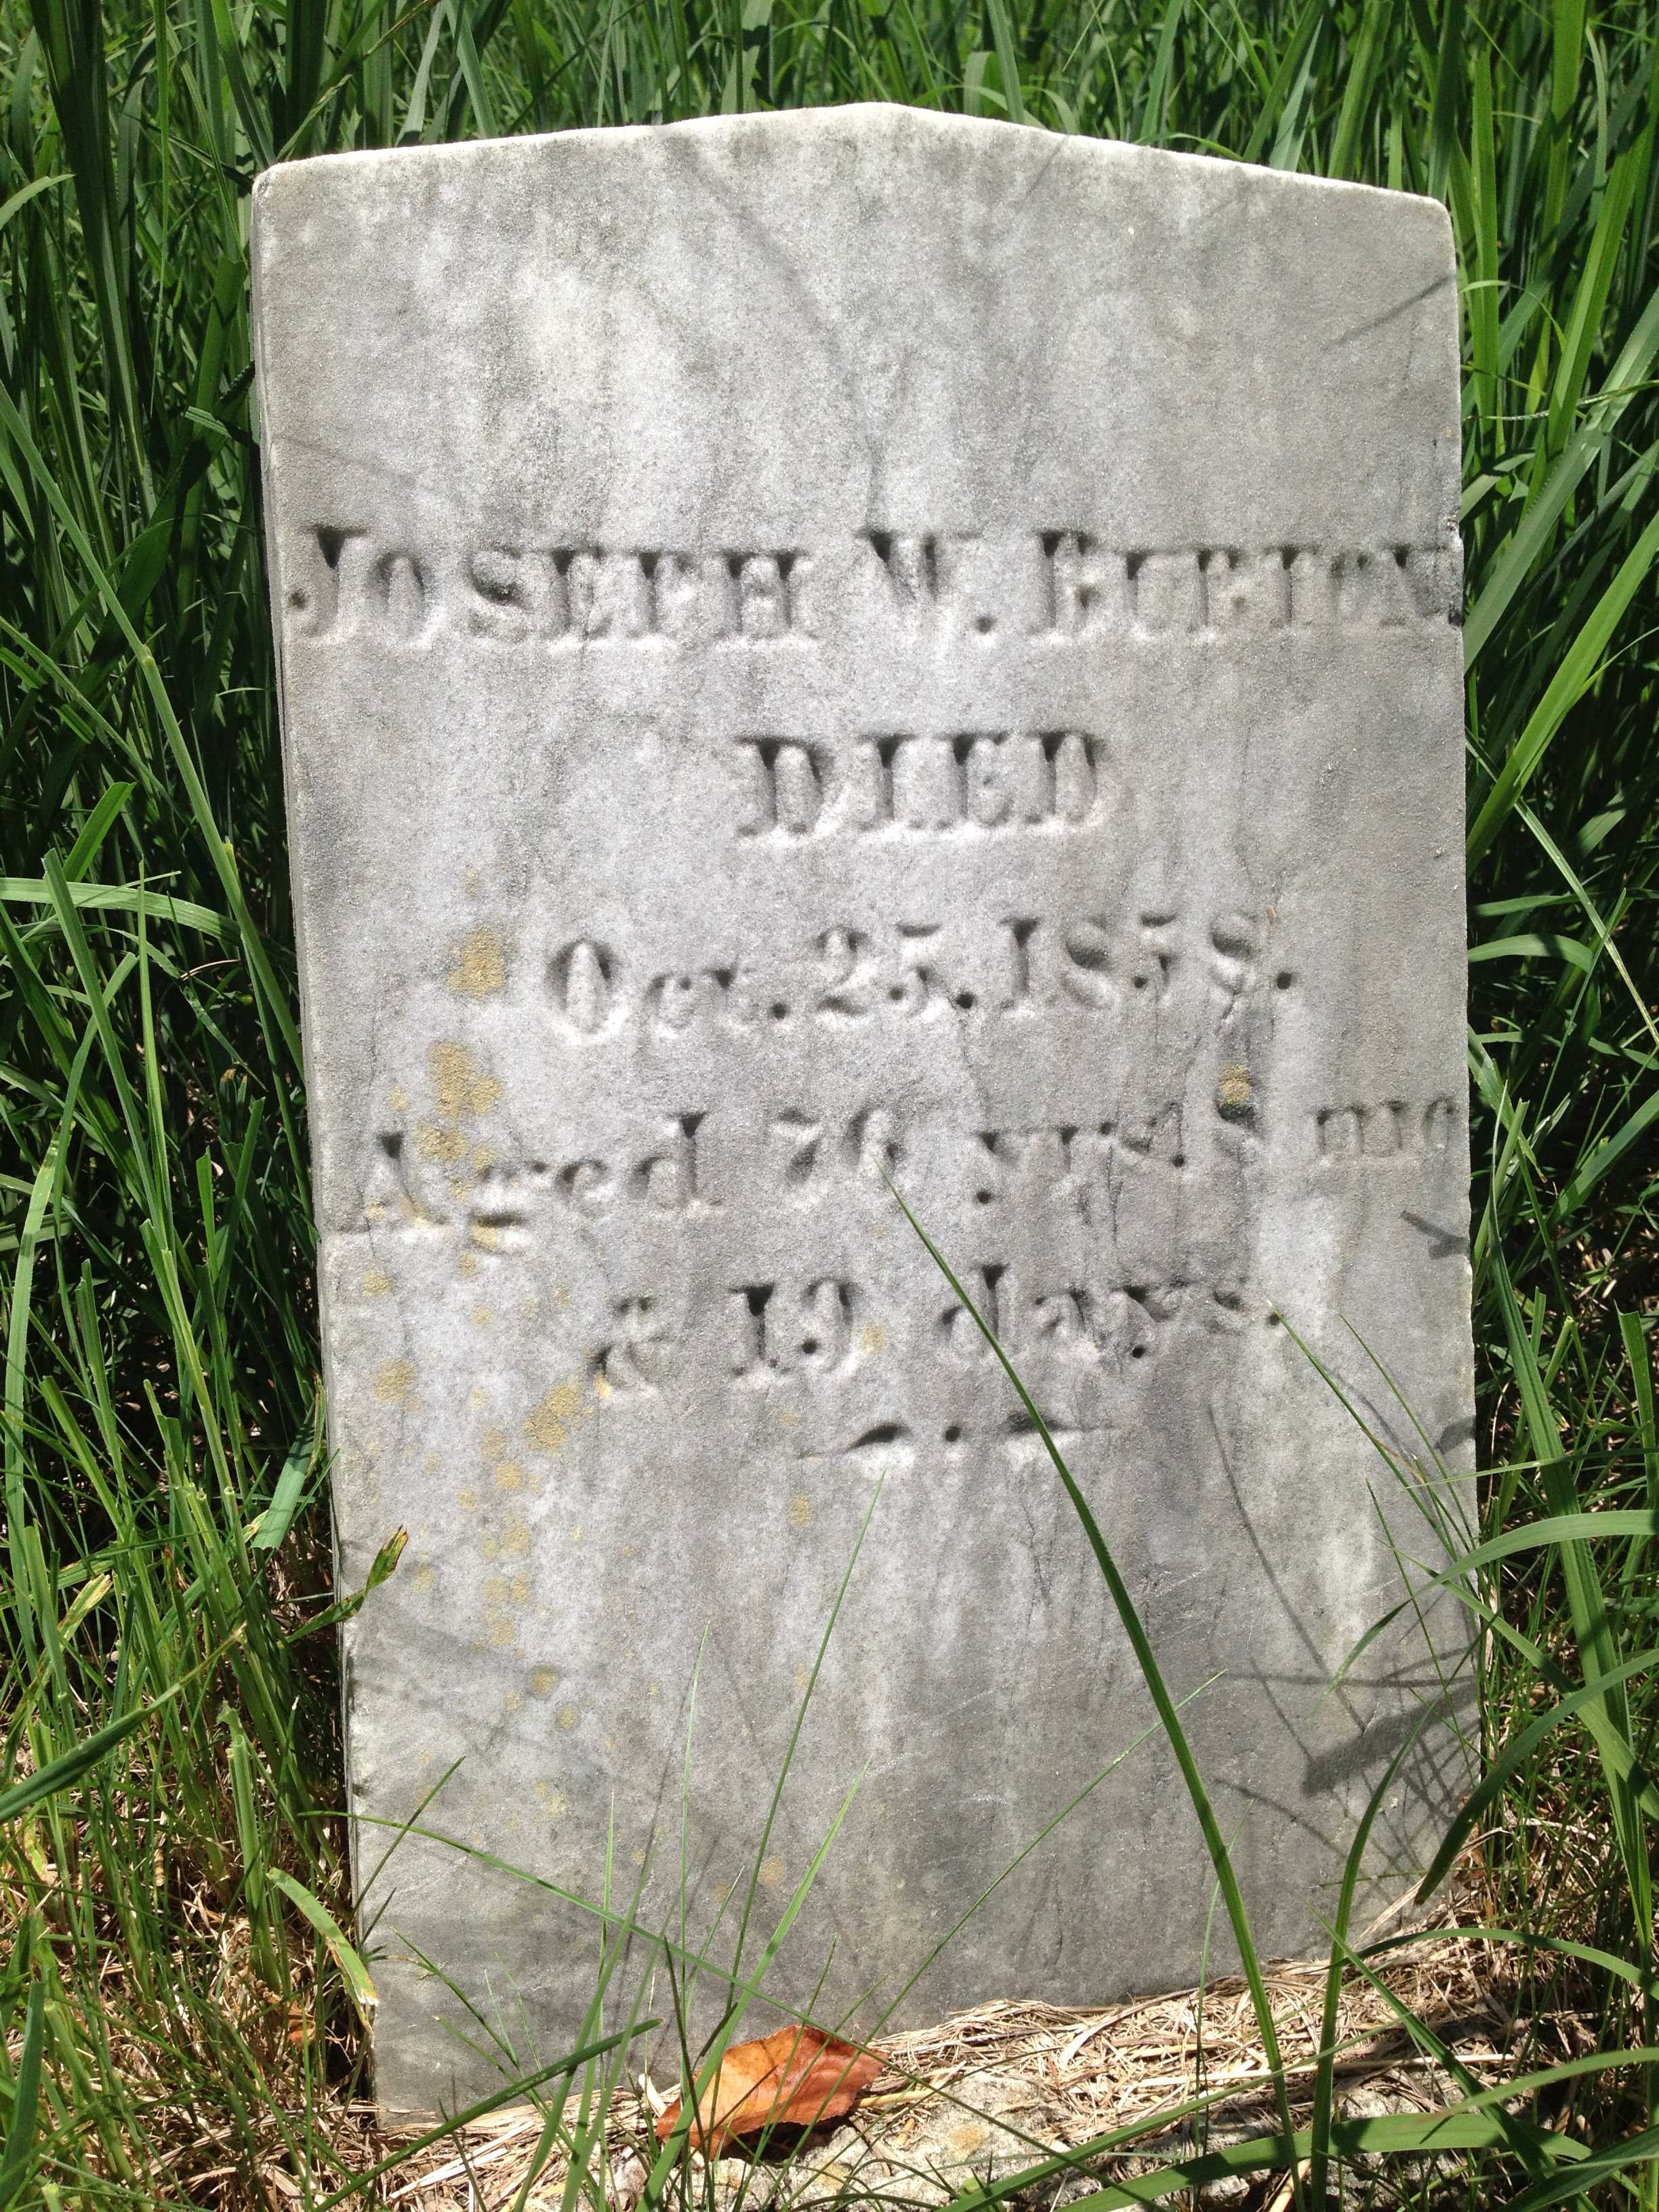 JOSEPH W. BURTON
DIED
Oct. 25, 1858.
Aged 76 yrs. 8 mo
& 19 days.